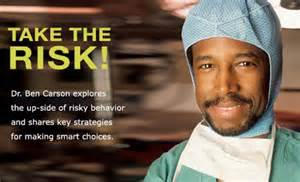 TAKE THE
RISK!
Dr. Ben Carson explores
the up-side of risky behavior
and shares key strategies
for making smart choices.